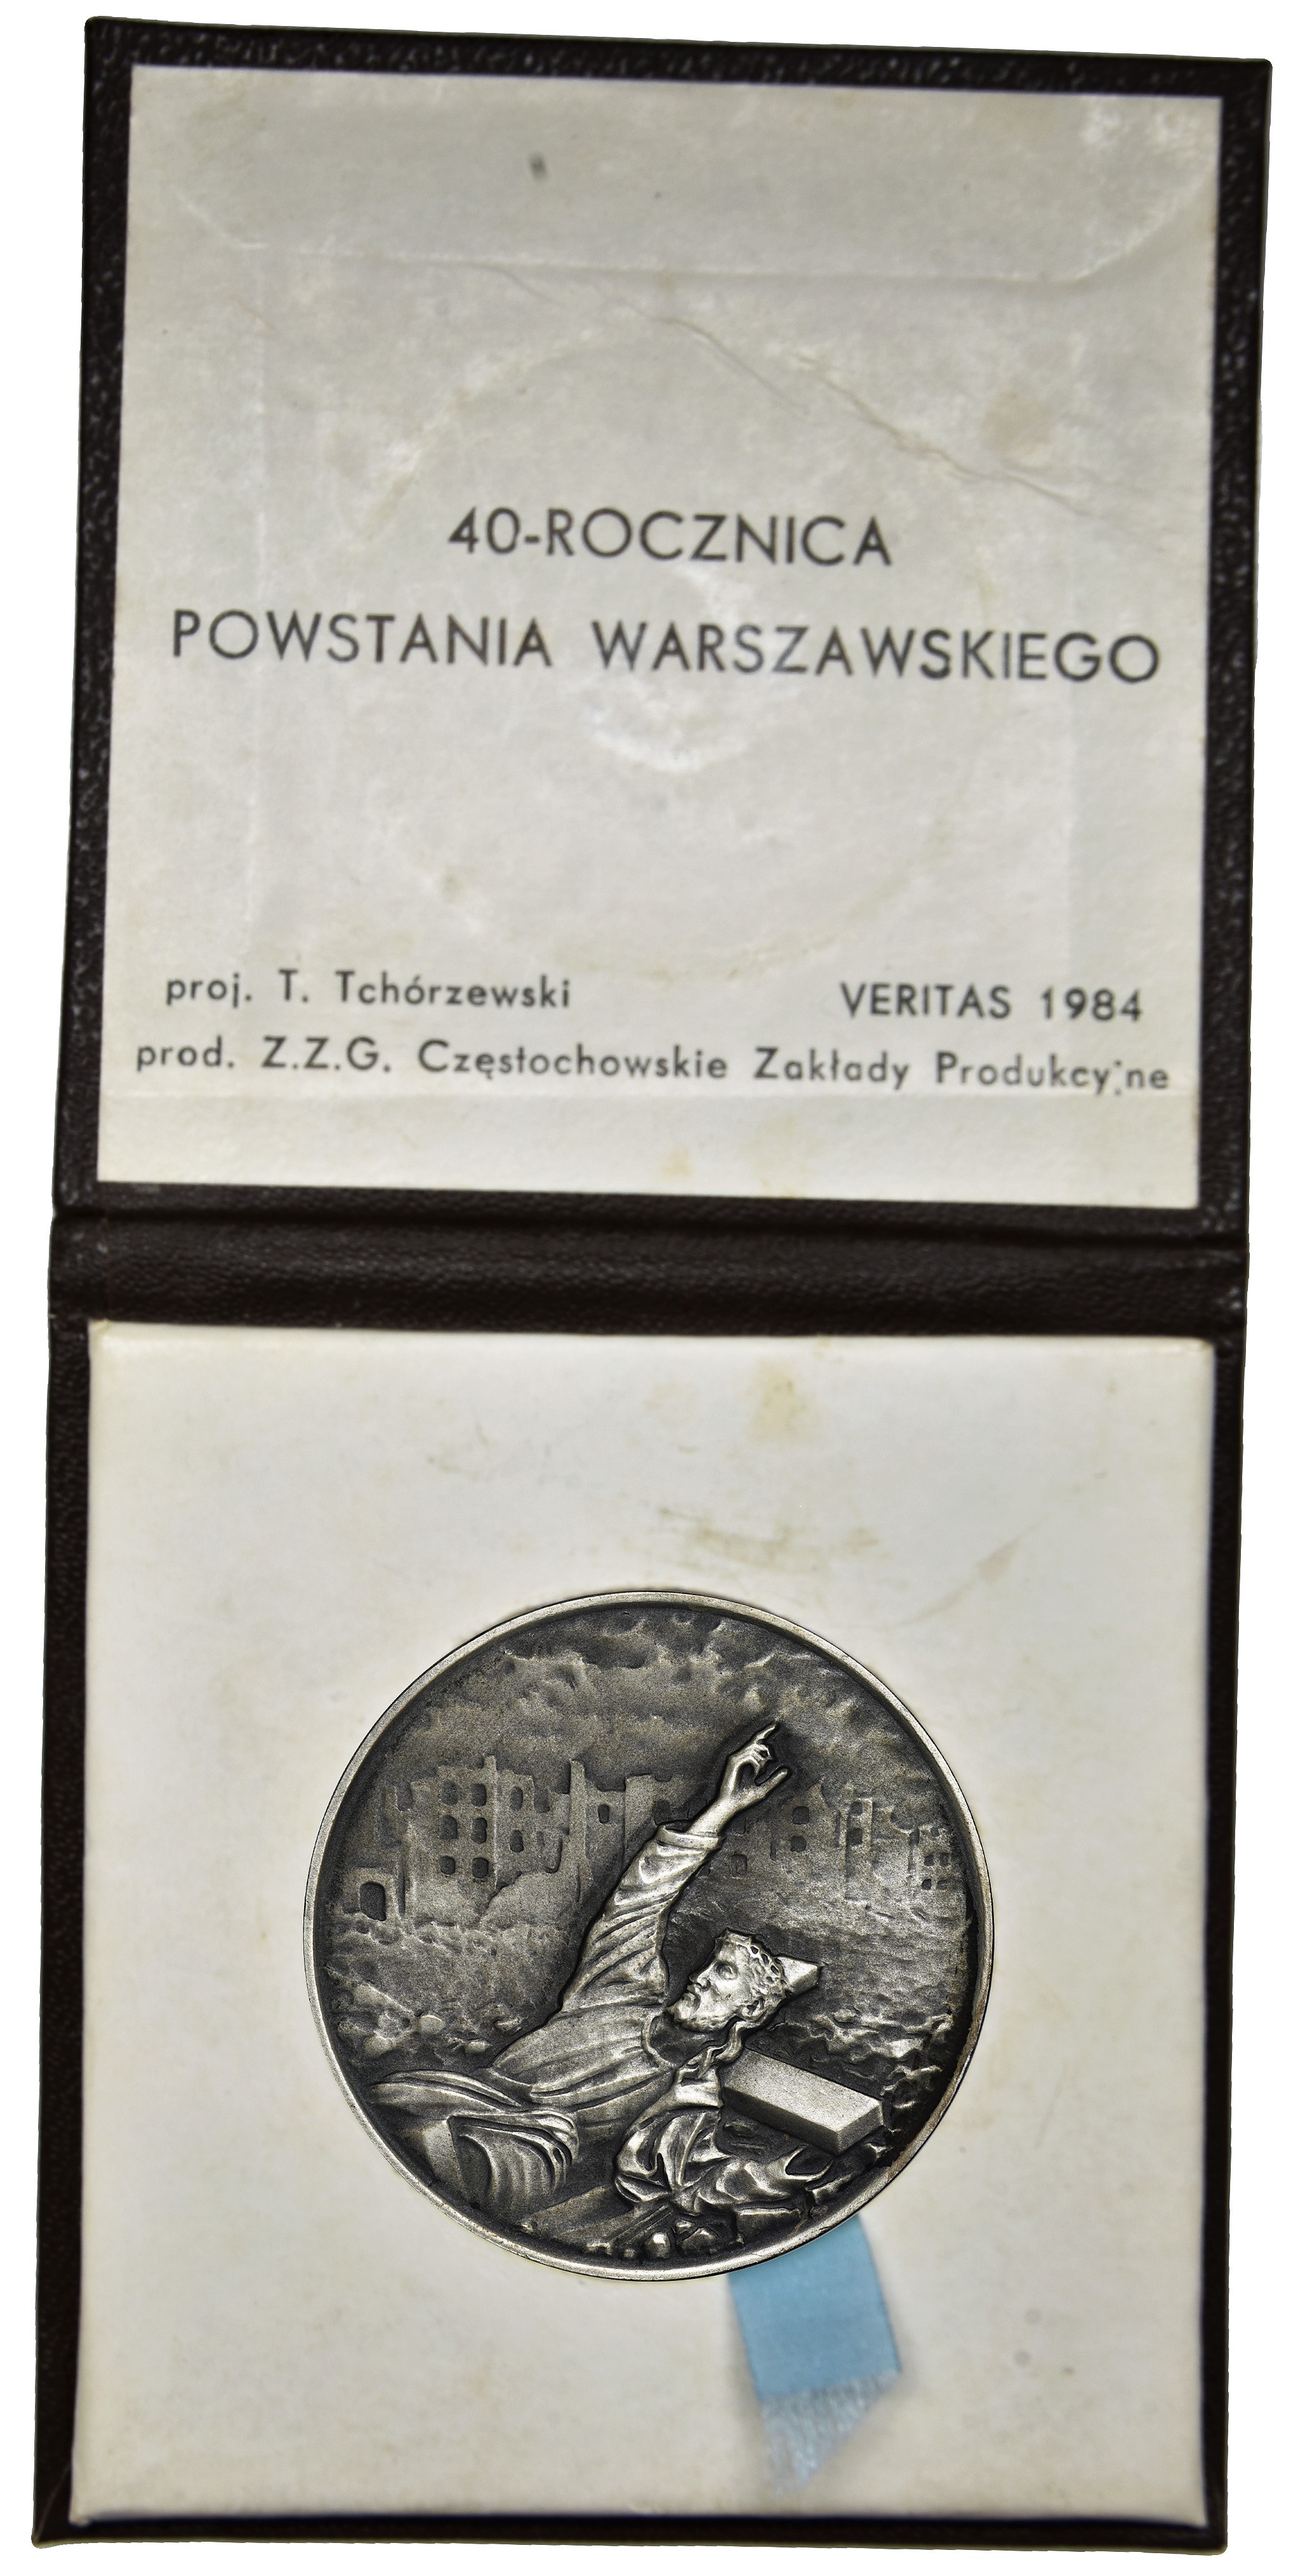 40-ROCZNICA
POWSTANIA WARSZAWSKIEGO
proj. T. Tchórzewski VERITAS 1984
prod. Z.Z.G. Częstochowskie Zakłady Produkcyjne